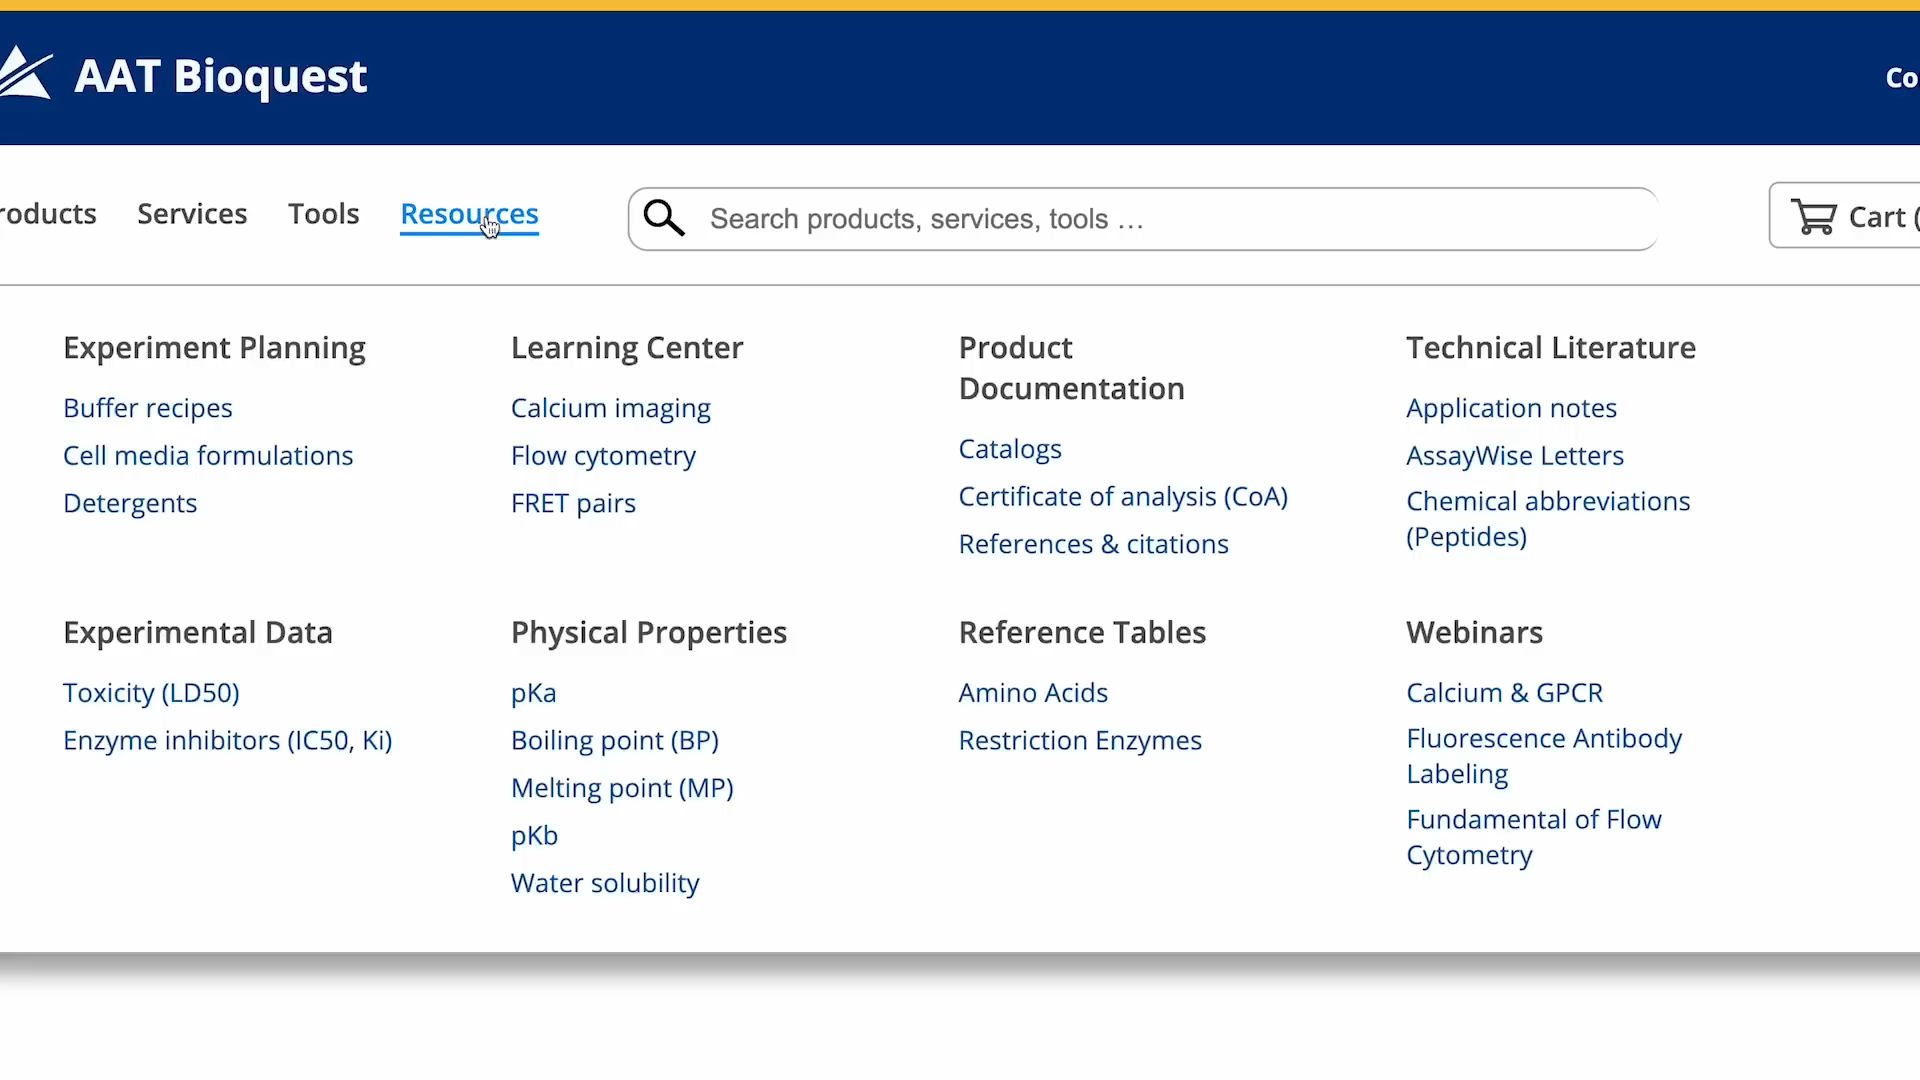 AAT Bioquest
Co
roducts Services Tools Resources Search products, services, tools ... Cart (
Experiment Planning
Buffer recipes
Cell media formulations
Detergents
Learning Center
Calcium imaging
Flow cytometry
FRET pairs
Product
Documentation
Catalogs
Certificate of analysis (CoA)
References & citations
Technical Literature
Application notes
AssayWise Letters
Chemical abbreviations
(Peptides)
Experimental Data
Toxicity (LD50)
Enzyme inhibitors (IC50, Ki)
Physical Properties
pKa
Boiling point (BP)
Melting point (MP)
pKb
Water solubility
Reference Tables
Amino Acids
Restriction Enzymes
Webinars
Calcium & GPCR
Fluorescence Antibody
Labeling
Fundamental of Flow
Cytometry